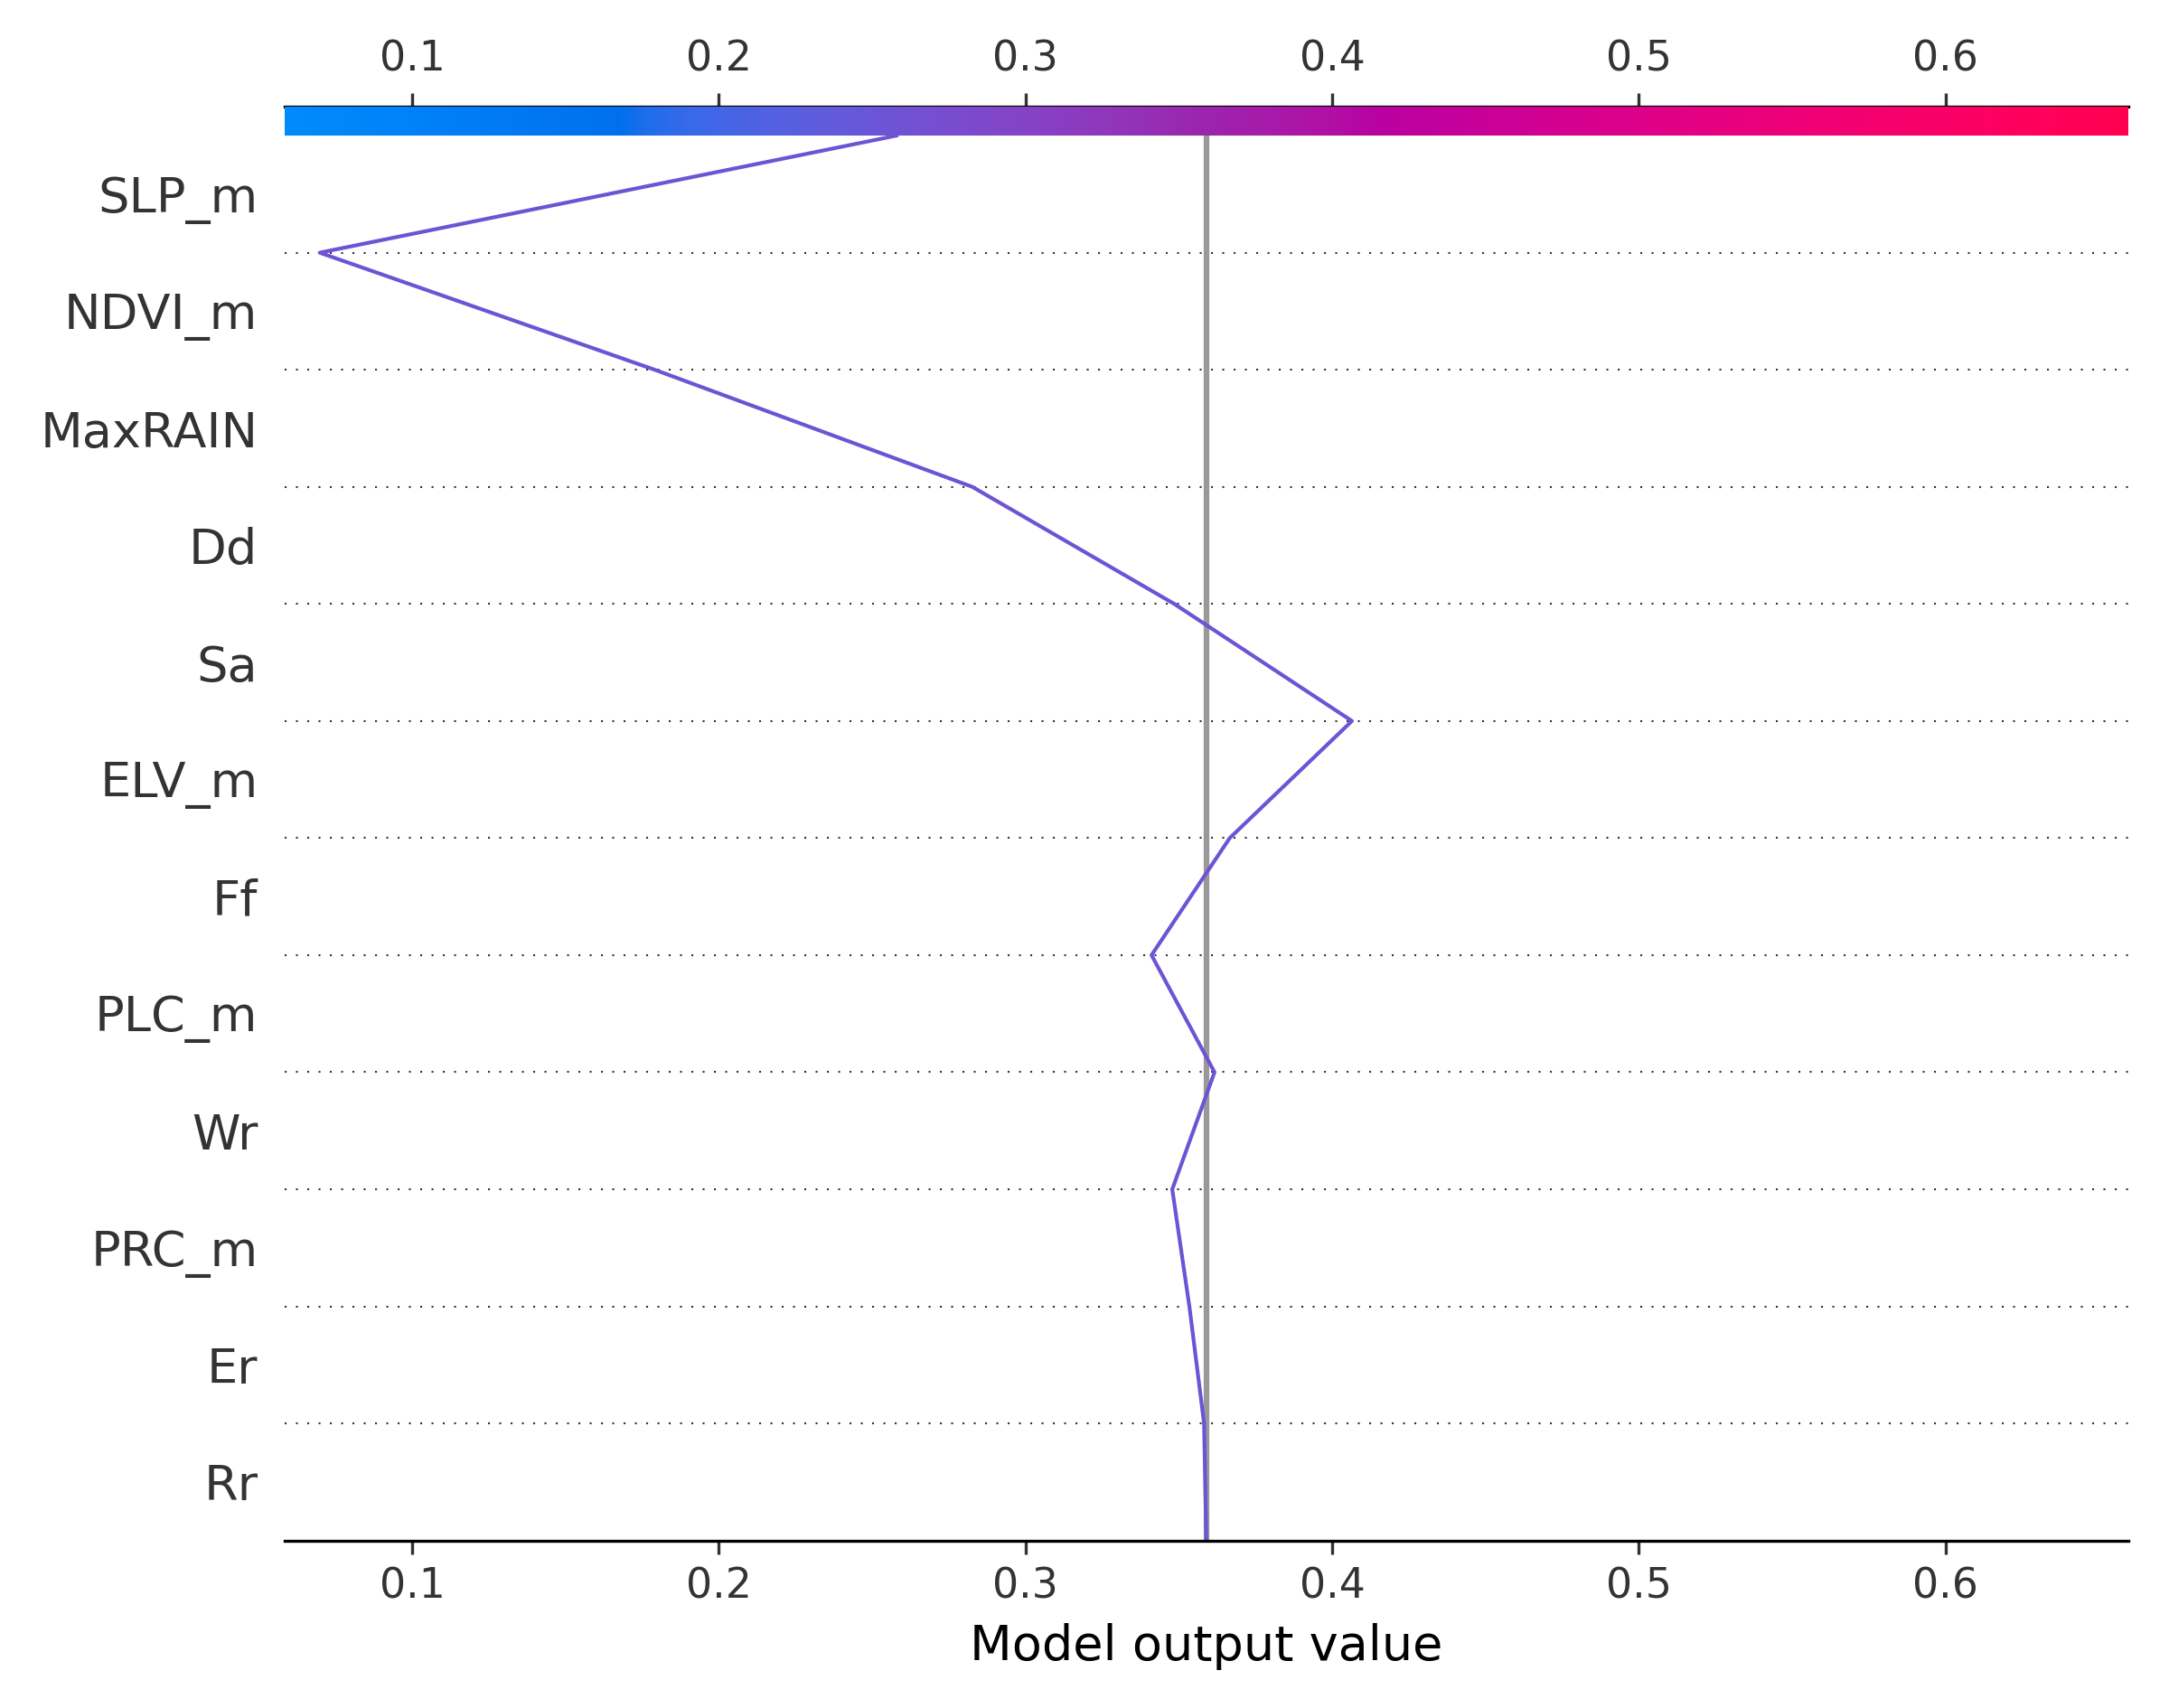 0.1 0.2 0.3 0.4 0.5 0.6
SLP_m
NDVI_m
MaxRAIN
Dd
Sa
ELV_m
Ff
PLC_m
Wr
PRC_m
Er
Rr
0.1 0.2 0.3 0.4 0.5 0.6
Model output value